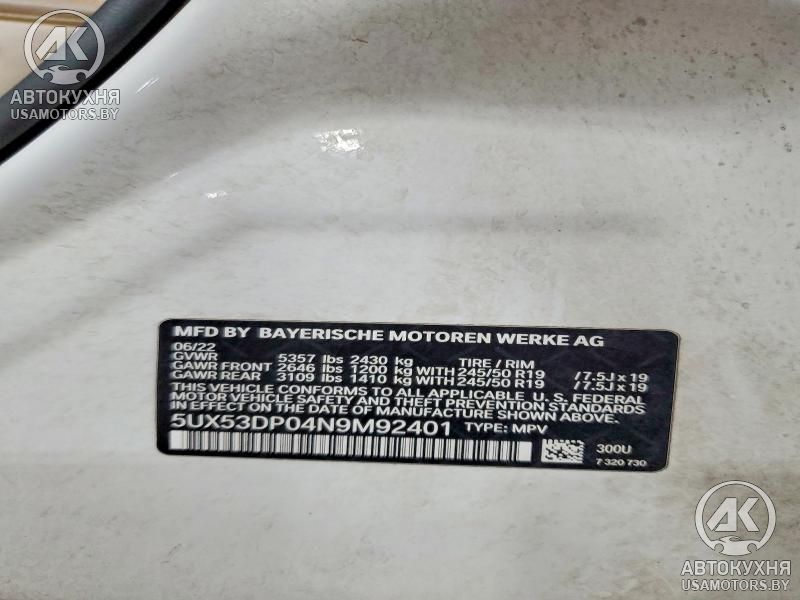 AK
АВТОКУХНЯ
USAMOTORS.BY
MFD BY BAYERISCHE MOTOREN WERKE AG
06/22
GVWR 5357 lbs 2430 kg TIRE / RIM
GAWR FRONT 2646 lbs 1200 kg WITH 245/50 R19 /7.5J x 19
GAWR REAR 3109 lbs 1410 kg WITH 245/50 R19 /7.5J x 19
THIS VEHICLE CONFORMS TO ALL APPLICABLE U. S. FEDERAL
MOTOR VEHICLE SAFETY AND THEFT PREVENTION STANDARDS
IN EFFECT ON THE DATE OF MANUFACTURE SHOWN ABOVE.
5UX53DP04N9M92401 TYPE: MPV
300U
7 320 730
AK
АВТОКУХНЯ
USAMOTORS.BY